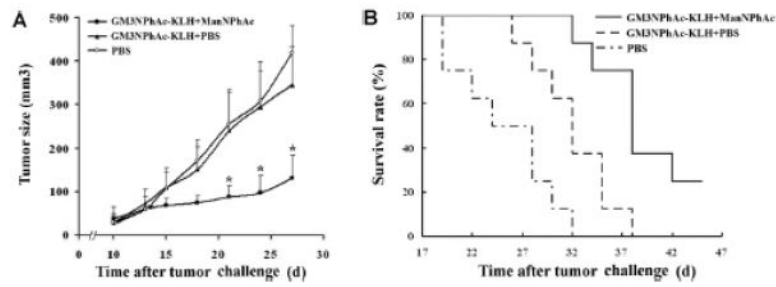 A
GM3NPhAc-KLH+ManNPhAc
GM3NPhAc-KLH+PBS
PBS
Tumor size (mm3)
500
400
300
200
100
0
* * *
0 10 15 20 25 30
Time after tumor challenge (d)
B
GM3NPhAc-KLH+ManNPhAc
GM3NPhAc-KLH+PBS
PBS
Survival rate (%)
100
80
60
40
20
0
17 22 27 32 37 42 47
Time after tumor challenge (d)